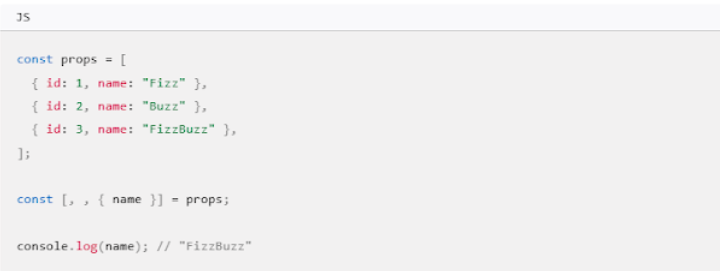 JS
const props = [
  { id: 1, name: "Fizz" },
  { id: 2, name: "Buzz" },
  { id: 3, name: "FizzBuzz" },
];
const [, , { name }] = props;
console.log(name); // "FizzBuzz"